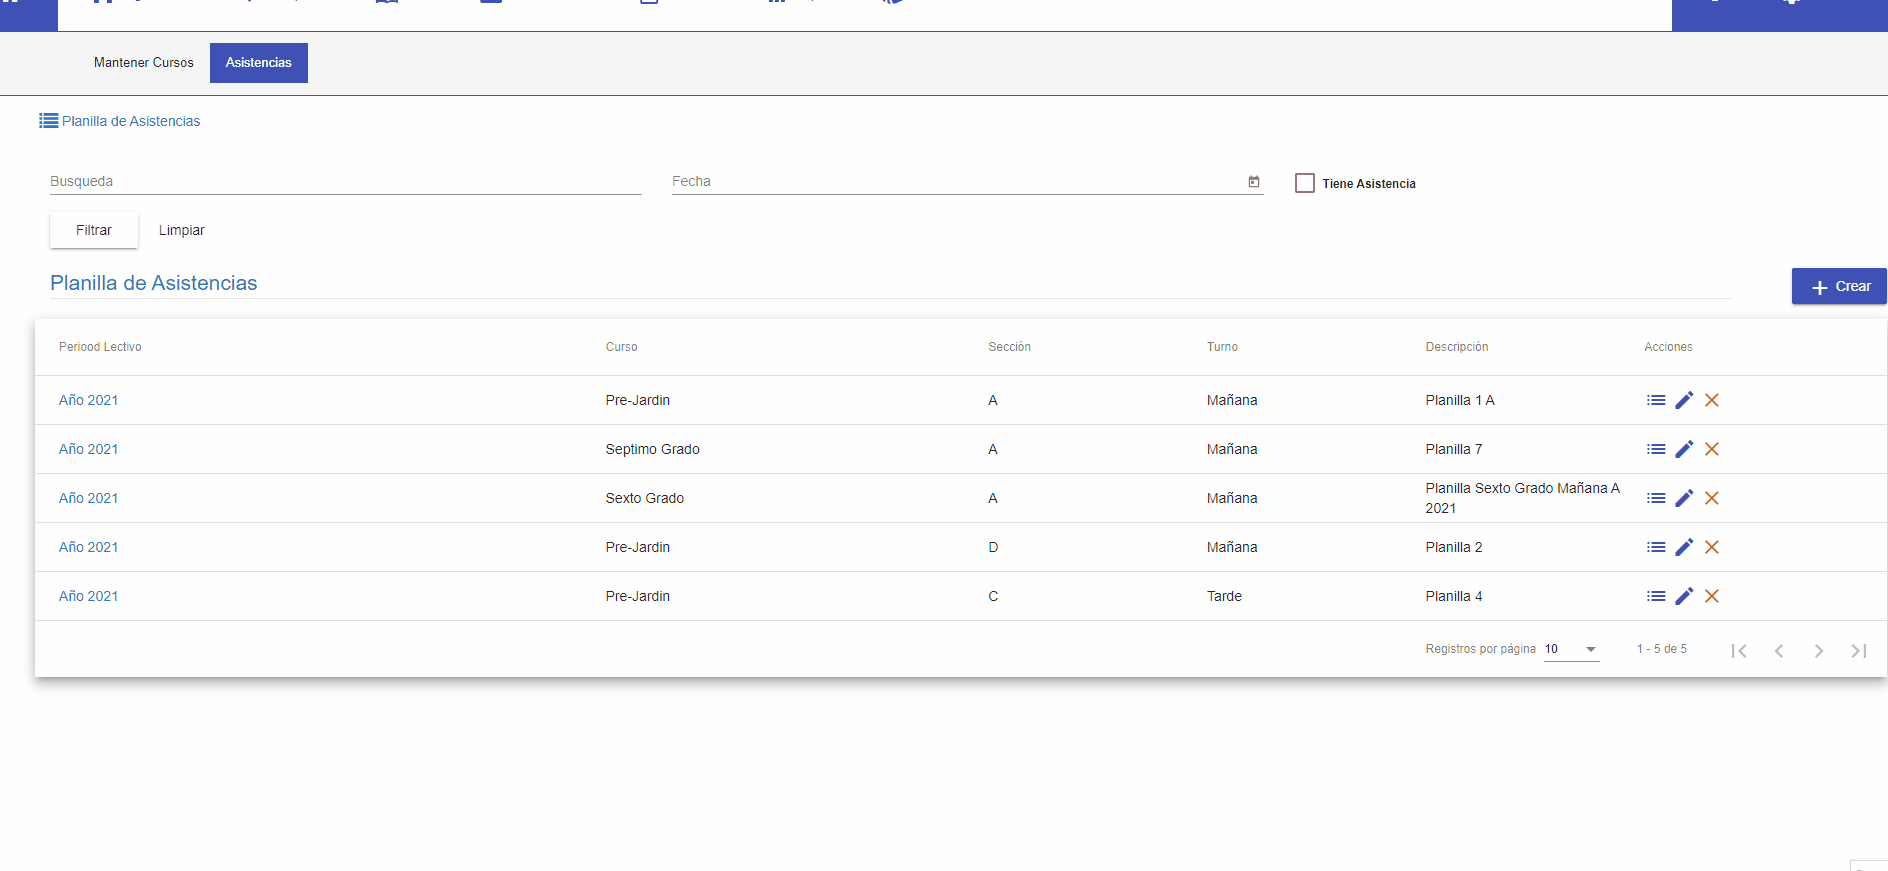 Mantener Cursos Asistencias
Planilla de Asistencias
Busqueda Fecha Tiene Asistencia
Filtrar Limpiar
Planilla de Asistencias Crear
Periood Lectivo Curso Sección Turno Descripción Acciones
Año 2021 Pre-Jardin A Mañana Planilla 1 A
Año 2021 Septimo Grado A Mañana Planilla 7
Año 2021 Sexto Grado A Mañana Planilla Sexto Grado Mañana A
2021
Año 2021 Pre-Jardin D Mañana Planilla 2
Año 2021 Pre-Jardin C Tarde Planilla 4
Registros por página 10 1 - 5 de 5